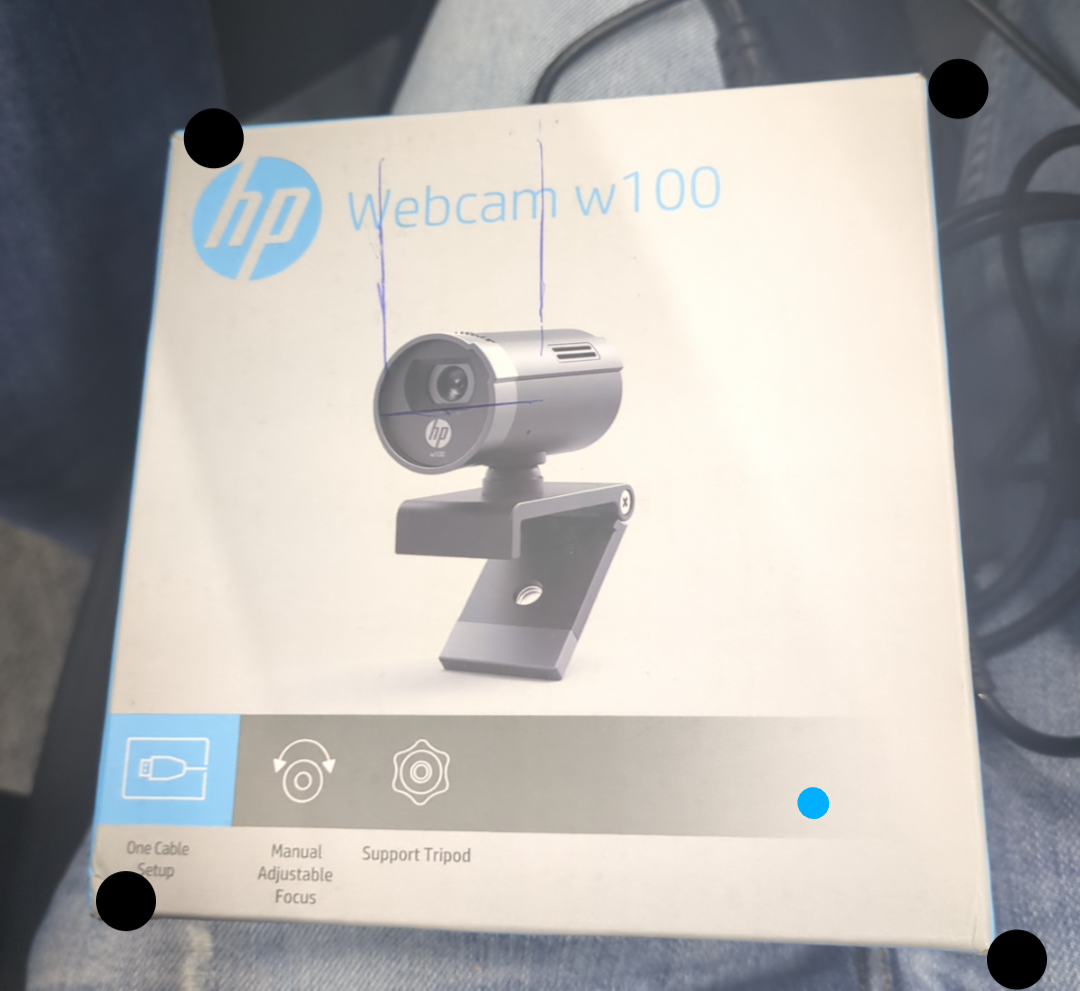 hp Webcam w100
hp
w100
One Cable
Setup
Manual
Adjustable
Focus
Support Tripod